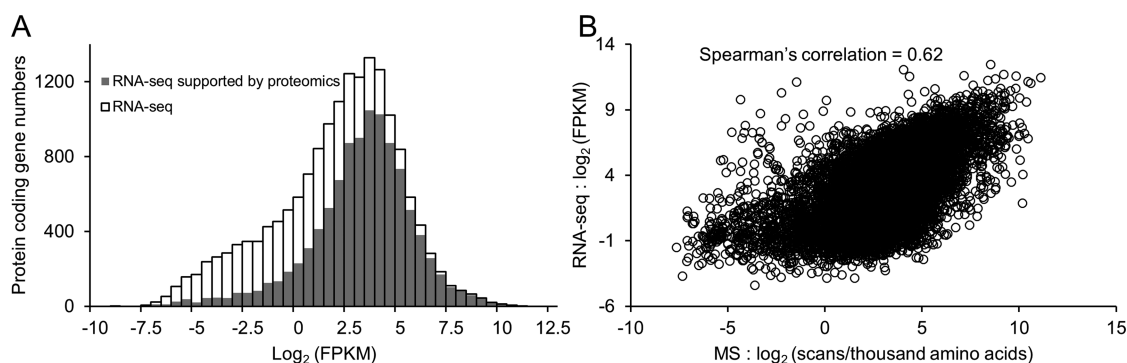 A
Protein coding gene numbers
1200
800
400
0
RNA-seq supported by proteomics
RNA-seq
-10 -7.5 -5 -2.5 0 2.5 5 7.5 10 12.5
Log2 (FPKM)
B
RNA-seq : log2 (FPKM)
14
9
4
-1
-6
Spearman's correlation = 0.62
-10 -5 0 5 10 15
MS : log2 (scans/thousand amino acids)